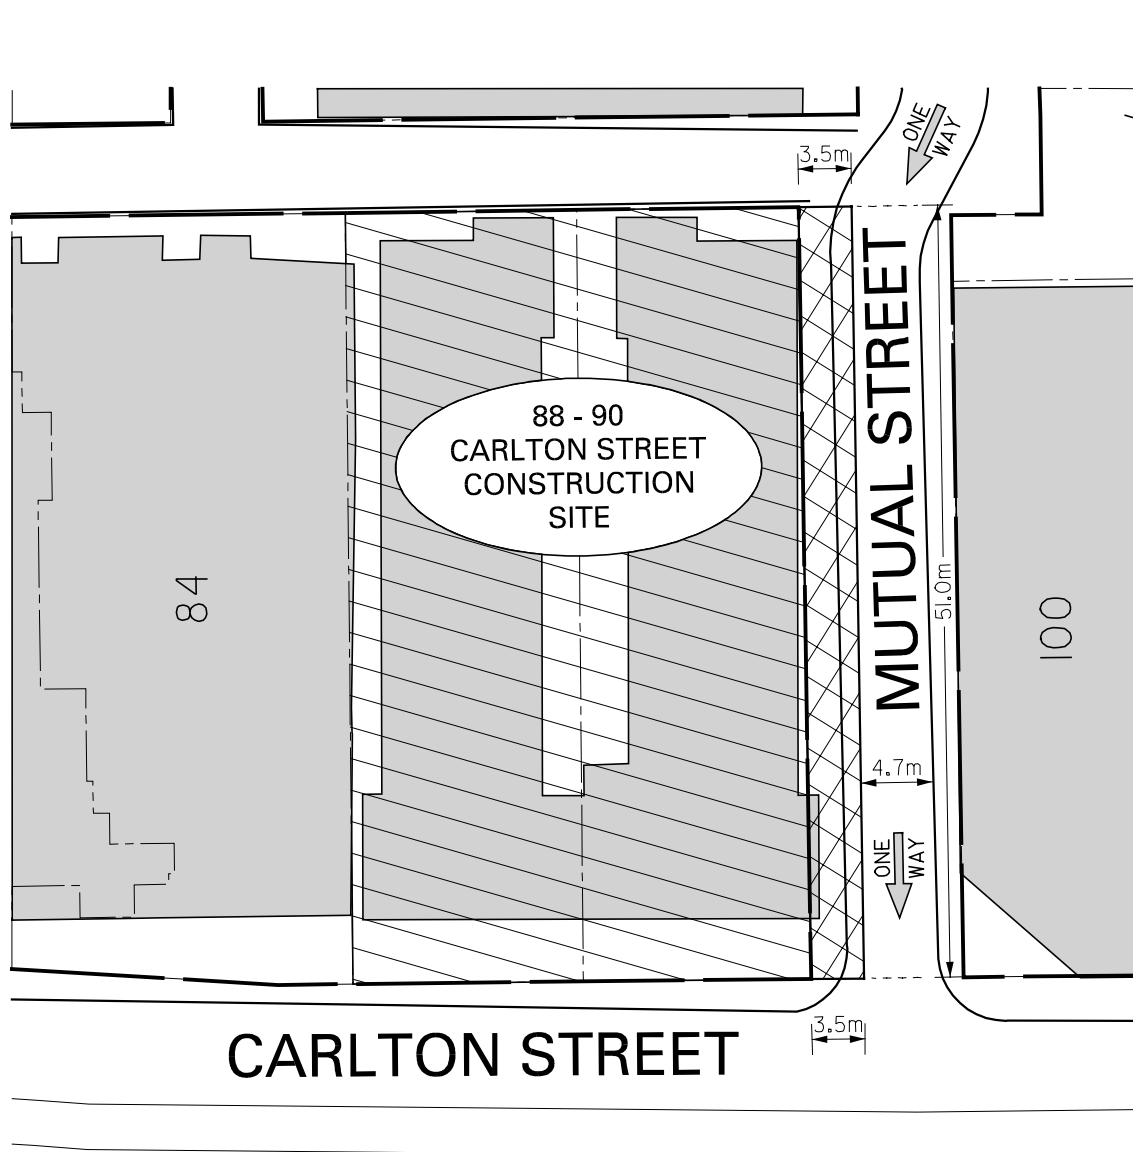 ONE
WAY
3.5m
MUTUAL STREET
88 - 90
CARLTON STREET
CONSTRUCTION
SITE
84
51.0m
100
4.7m
ONE
WAY
3.5m
CARLTON STREET